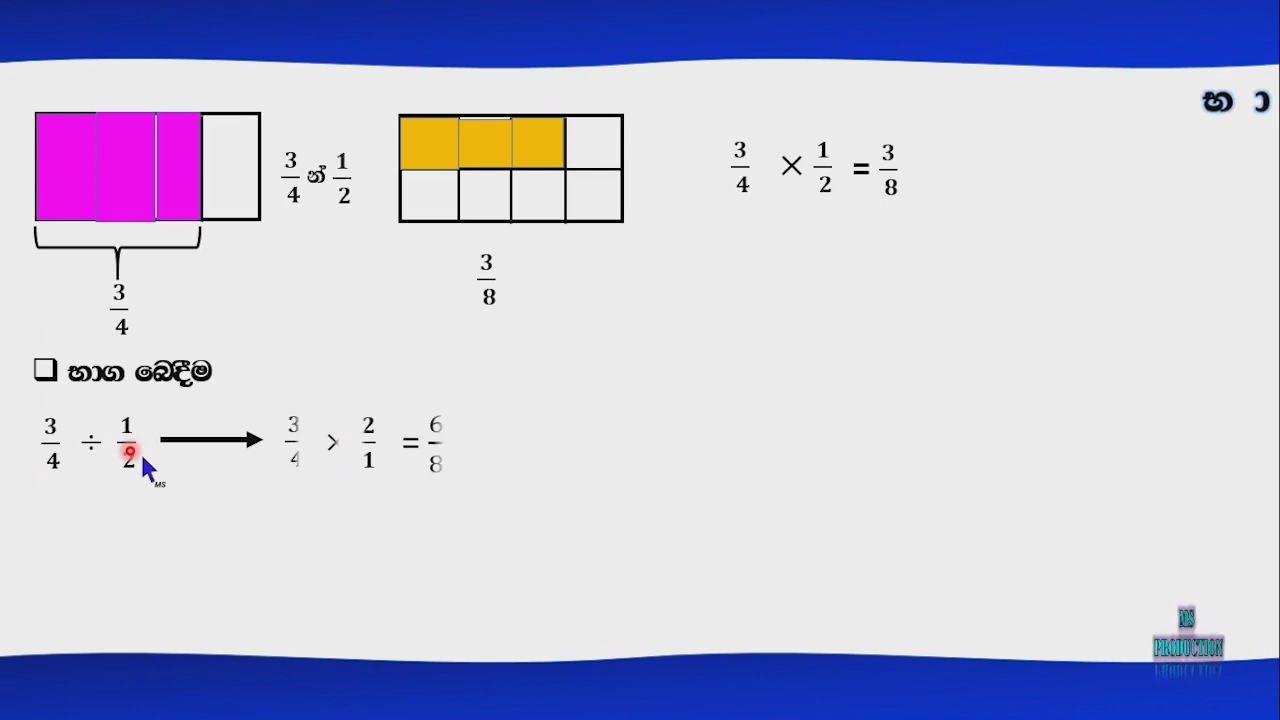 භා
3/4 න් 1/2
3/4 × 1/2 = 3/8
3/8
3/4
❑ භාග බෙදීම
3/4 ÷ 1/2 → 3/4 × 2/1 = 6/8
MS
MS
PRODUCTION